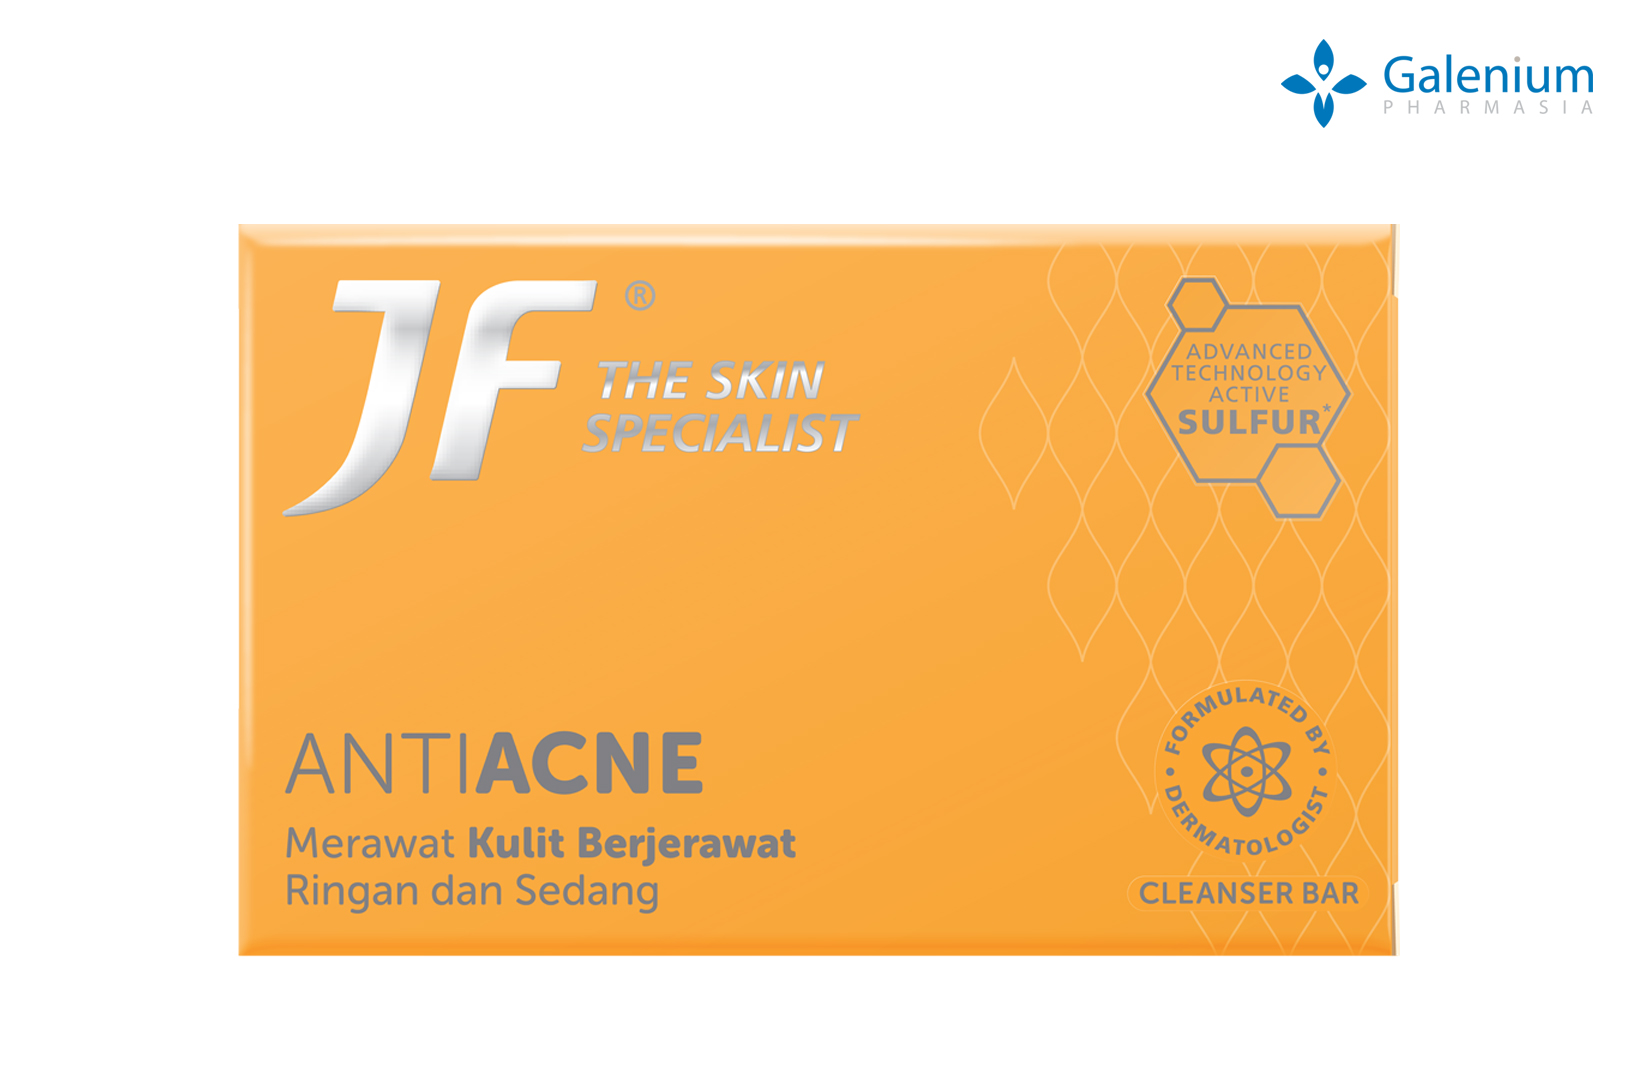 Galenium
PHARMASIA
JF®
THE SKIN
SPECIALIST
ADVANCED
TECHNOLOGY
ACTIVE
SULFUR*
ANTIACNE
Merawat Kulit Berjerawat
Ringan dan Sedang
• FORMULATED BY •
DERMATOLOGIST
CLEANSER BAR